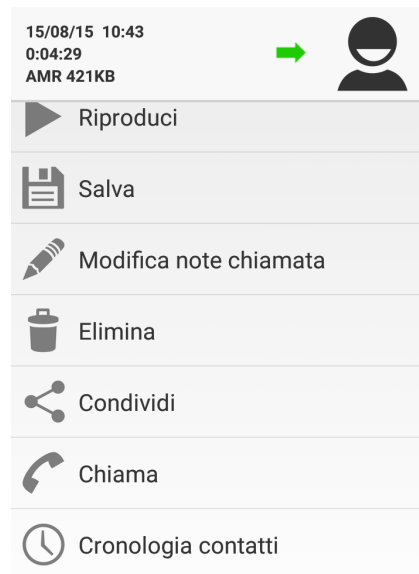 15/08/15 10:43
0:04:29
AMR 421KB
Riproduci
Salva
Modifica note chiamata
Elimina
Condividi
Chiama
Cronologia contatti